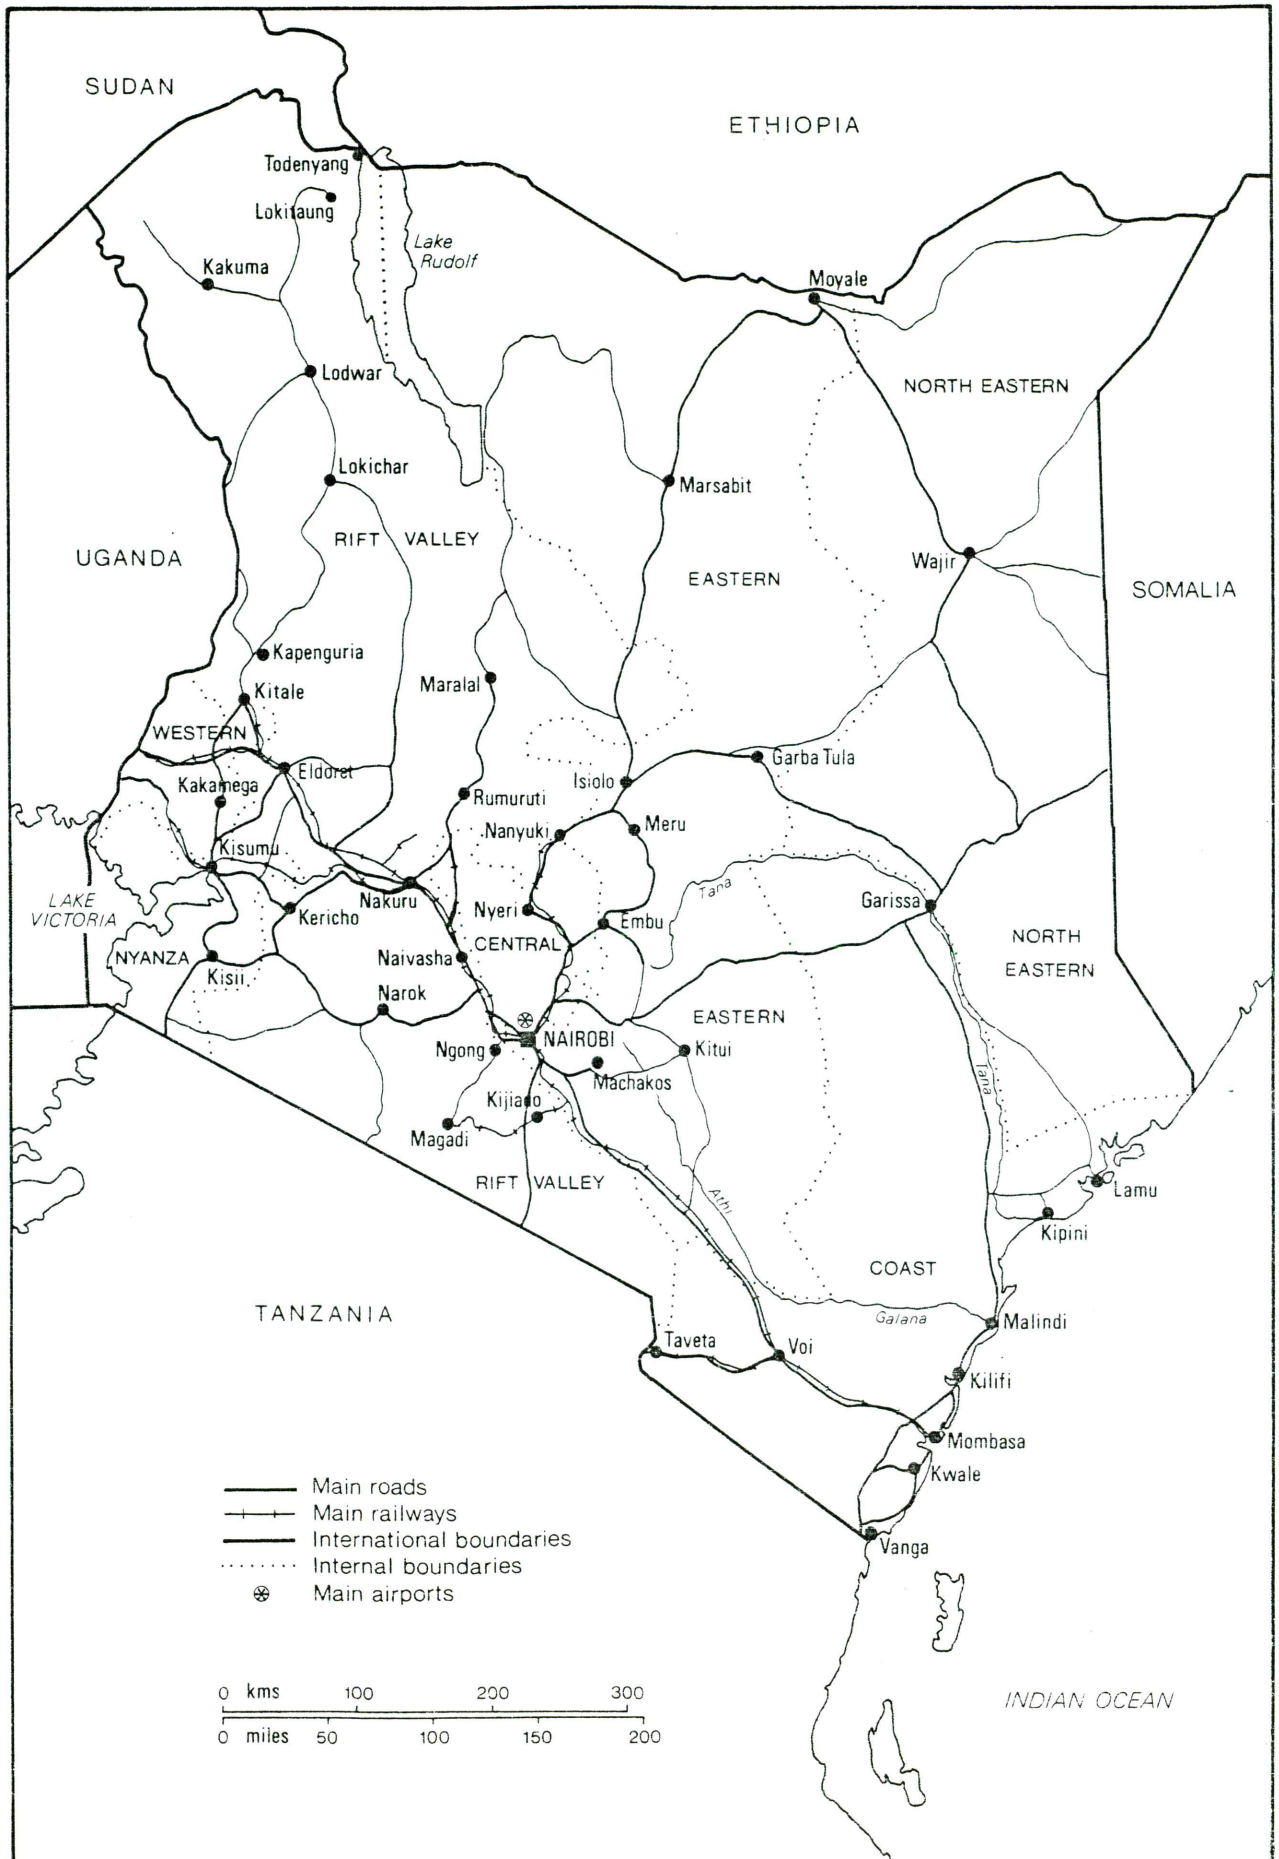 SUDAN
ETHIOPIA
Todenyang
Lokitaung
Lake
Rudolf
Kakuma
Moyale
Lodwar
NORTH EASTERN
Lokichar
Marsabit
RIFT VALLEY
UGANDA
Wajir
EASTERN
SOMALIA
Kapenguria
Kitale
Maralal
WESTERN
Garba Tula
Eldoret
Isiolo
Kakamega
Rumuruti
Nanyuki
Meru
Kisumu
Tana
LAKE
VICTORIA
Nakuru
Garissa
Kericho
Nyeri
Embu
NORTH
EASTERN
CENTRAL
NYANZA
Naivasha
Kisii
Narok
EASTERN
NAIROBI
Ngong
Kitui
Machakos
Tana
Kijiado
Magadi
RIFT VALLEY
Athi
Lamu
Kipini
COAST
TANZANIA
Galana
Malindi
Taveta
Voi
Kilifi
Mombasa
Kwale
Main roads
Main railways
International boundaries
Internal boundaries
Main airports
Vanga
0 kms 100 200 300
0 miles 50 100 150 200
INDIAN OCEAN